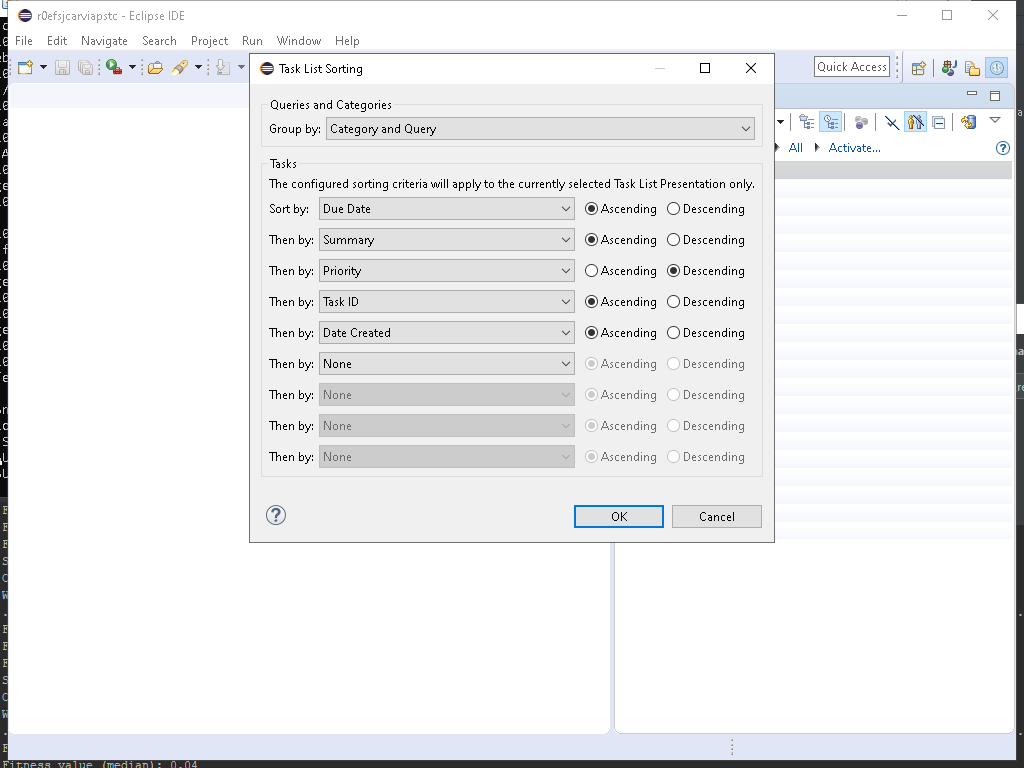 r0efsjcarviapstc - Eclipse IDE
File Edit Navigate Search Project Run Window Help
Quick Access
Task List Sorting
Queries and Categories
Group by: Category and Query
All Activate...
Tasks
The configured sorting criteria will apply to the currently selected Task List Presentation only.
Sort by: Due Date Ascending Descending
Then by: Summary Ascending Descending
Then by: Priority Ascending Descending
Then by: Task ID Ascending Descending
Then by: Date Created Ascending Descending
Then by: None Ascending Descending
Then by: None Ascending Descending
Then by: None Ascending Descending
Then by: None Ascending Descending
OK Cancel
Fitness value (median): 0.04